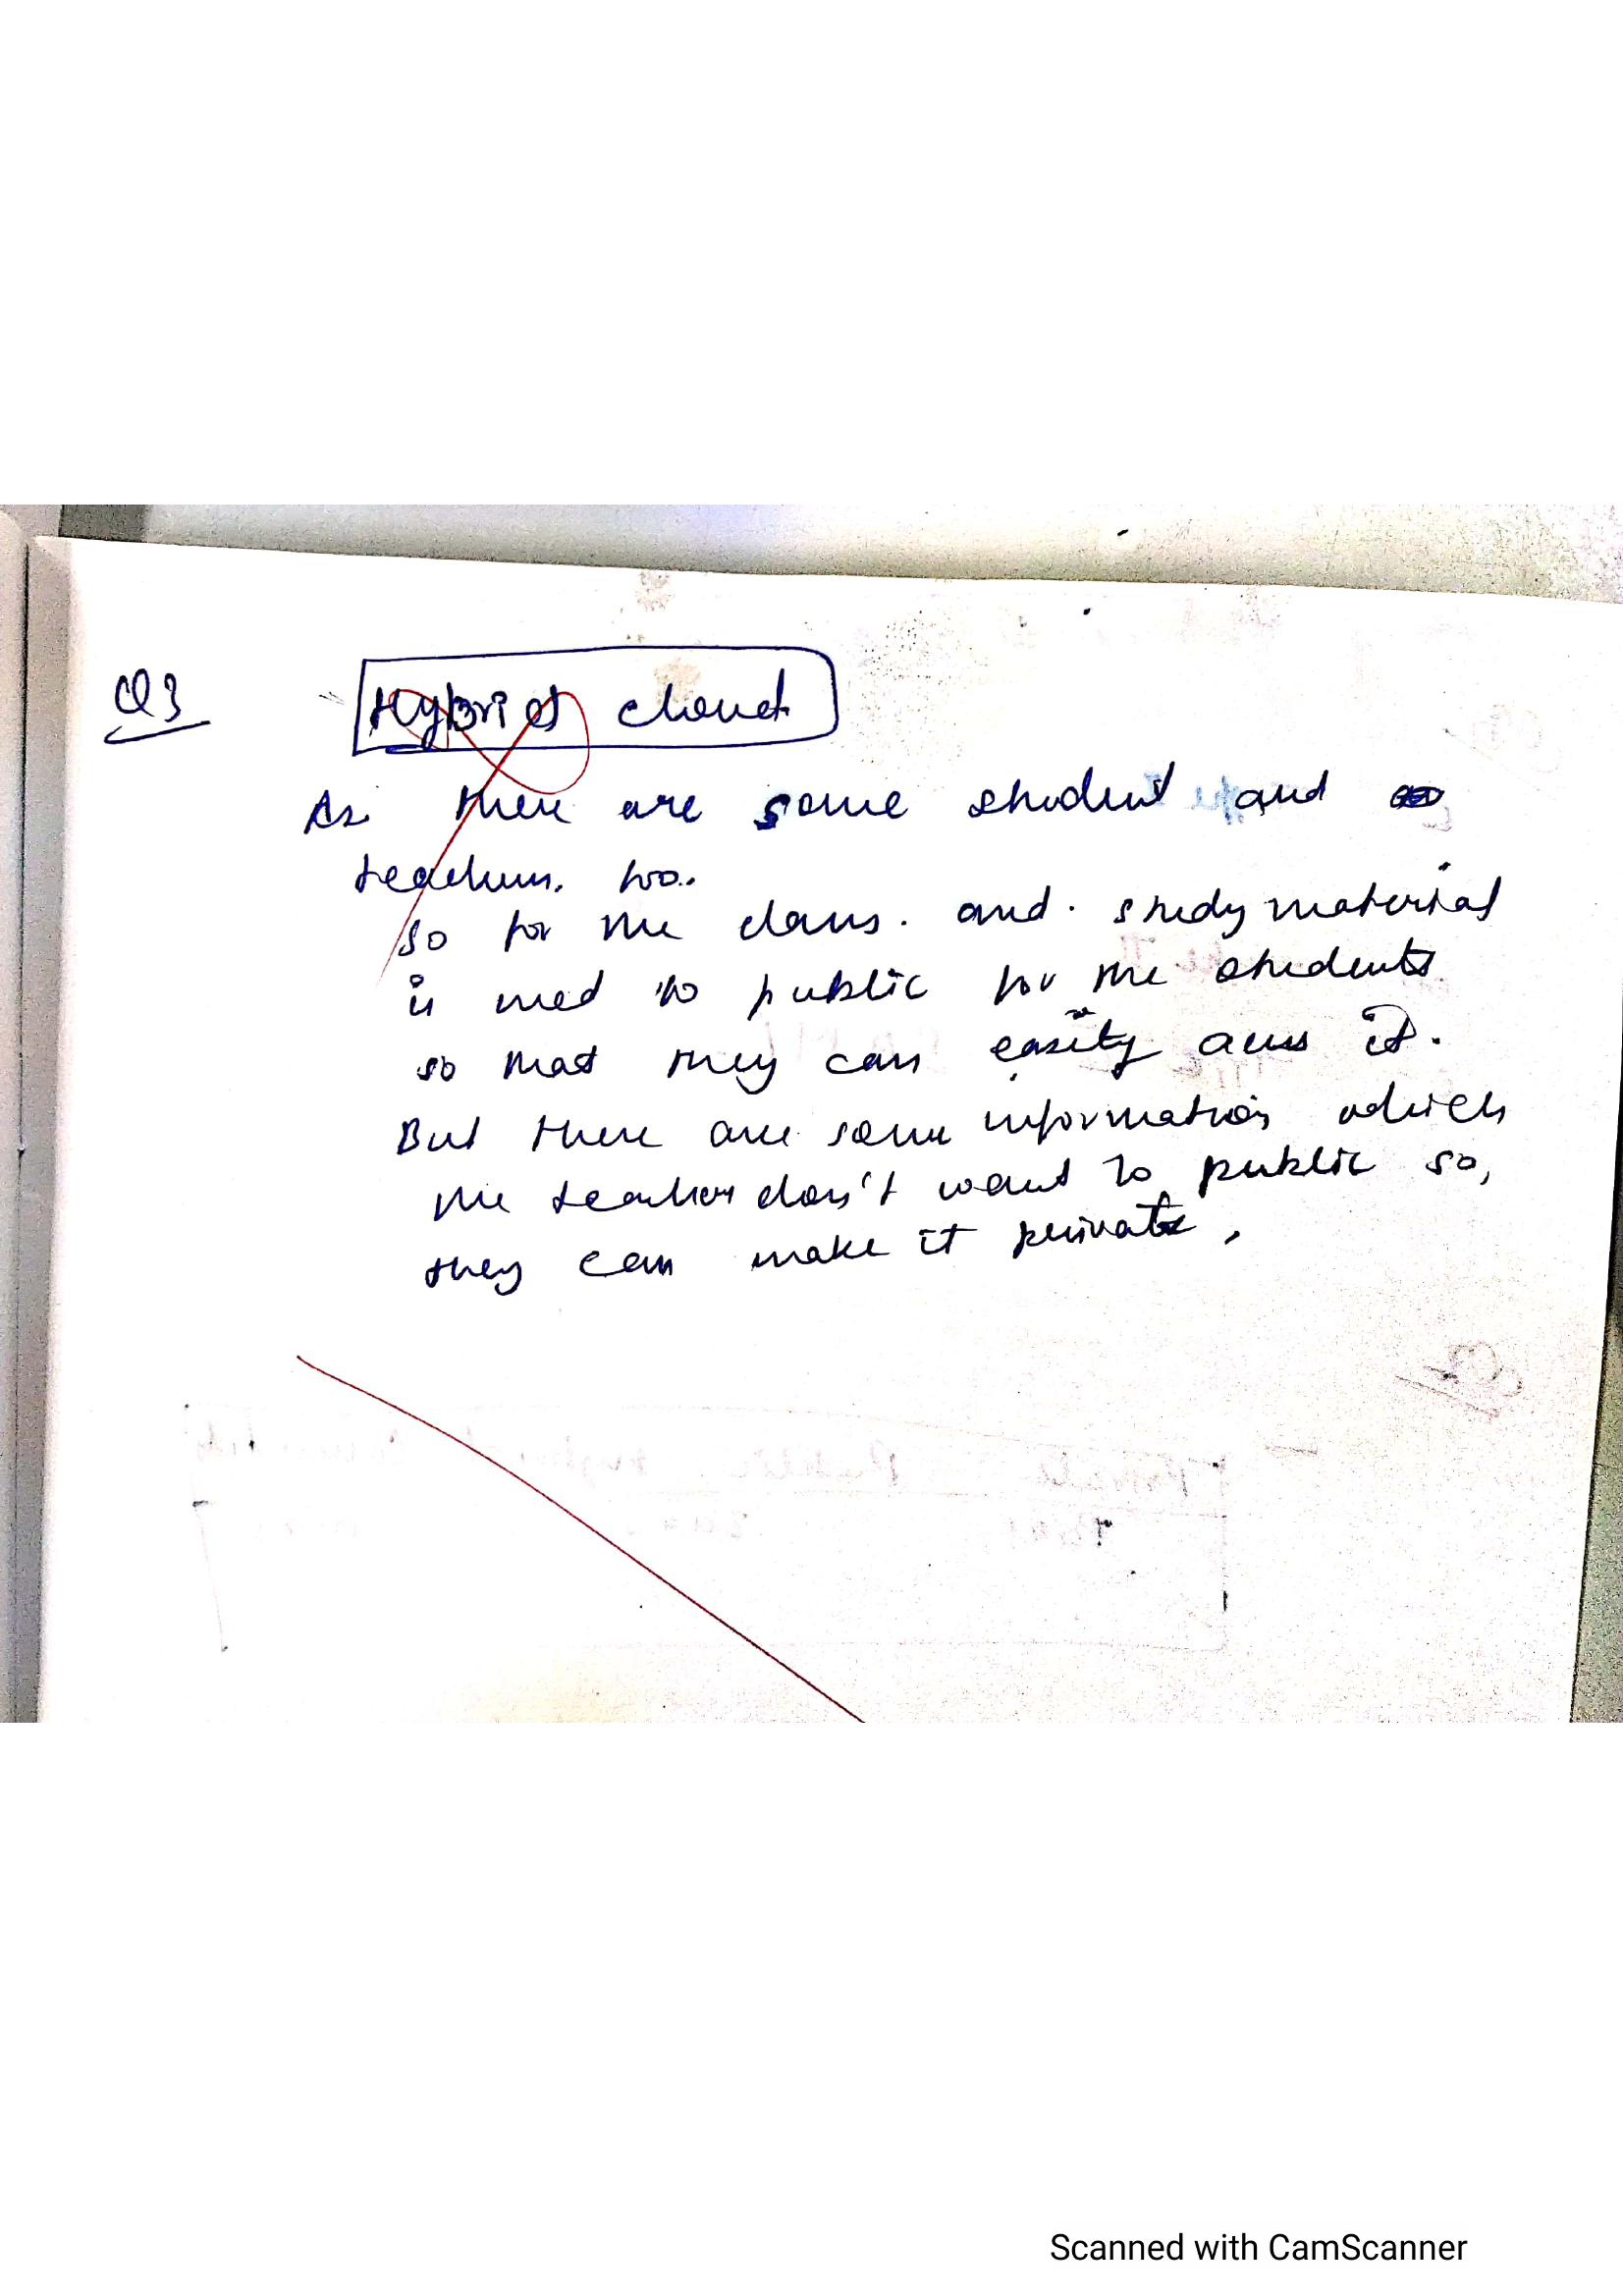 Q3
Hybrid cloud
As there are some student and
teachers. too..
so for the class. and. study material
is used to public for the students
so that they can easity acess it.
But there are some information which
the teacher don't want to public so,
they can make it private,
Scanned with CamScanner